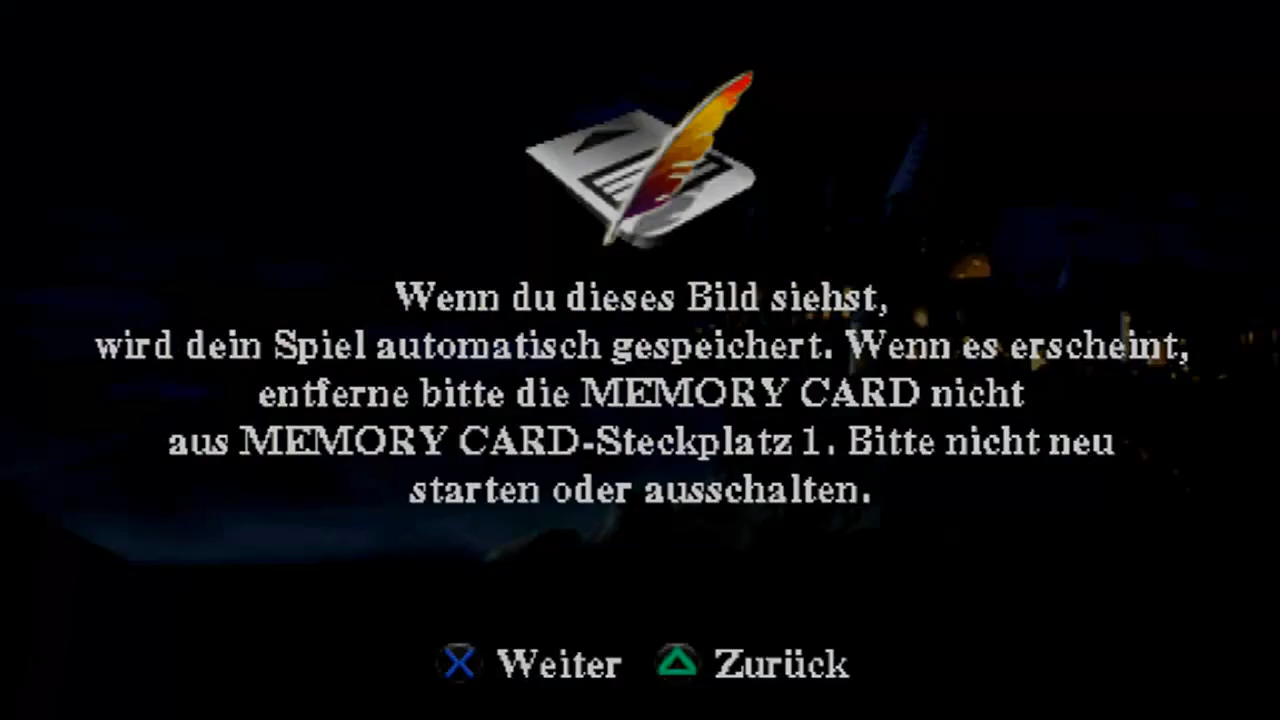 Wenn du dieses Bild siehst,
wird dein Spiel automatisch gespeichert. Wenn es erscheint,
entferne bitte die MEMORY CARD nicht
aus MEMORY CARD-Steckplatz 1. Bitte nicht neu
starten oder ausschalten.
Weiter Zurück